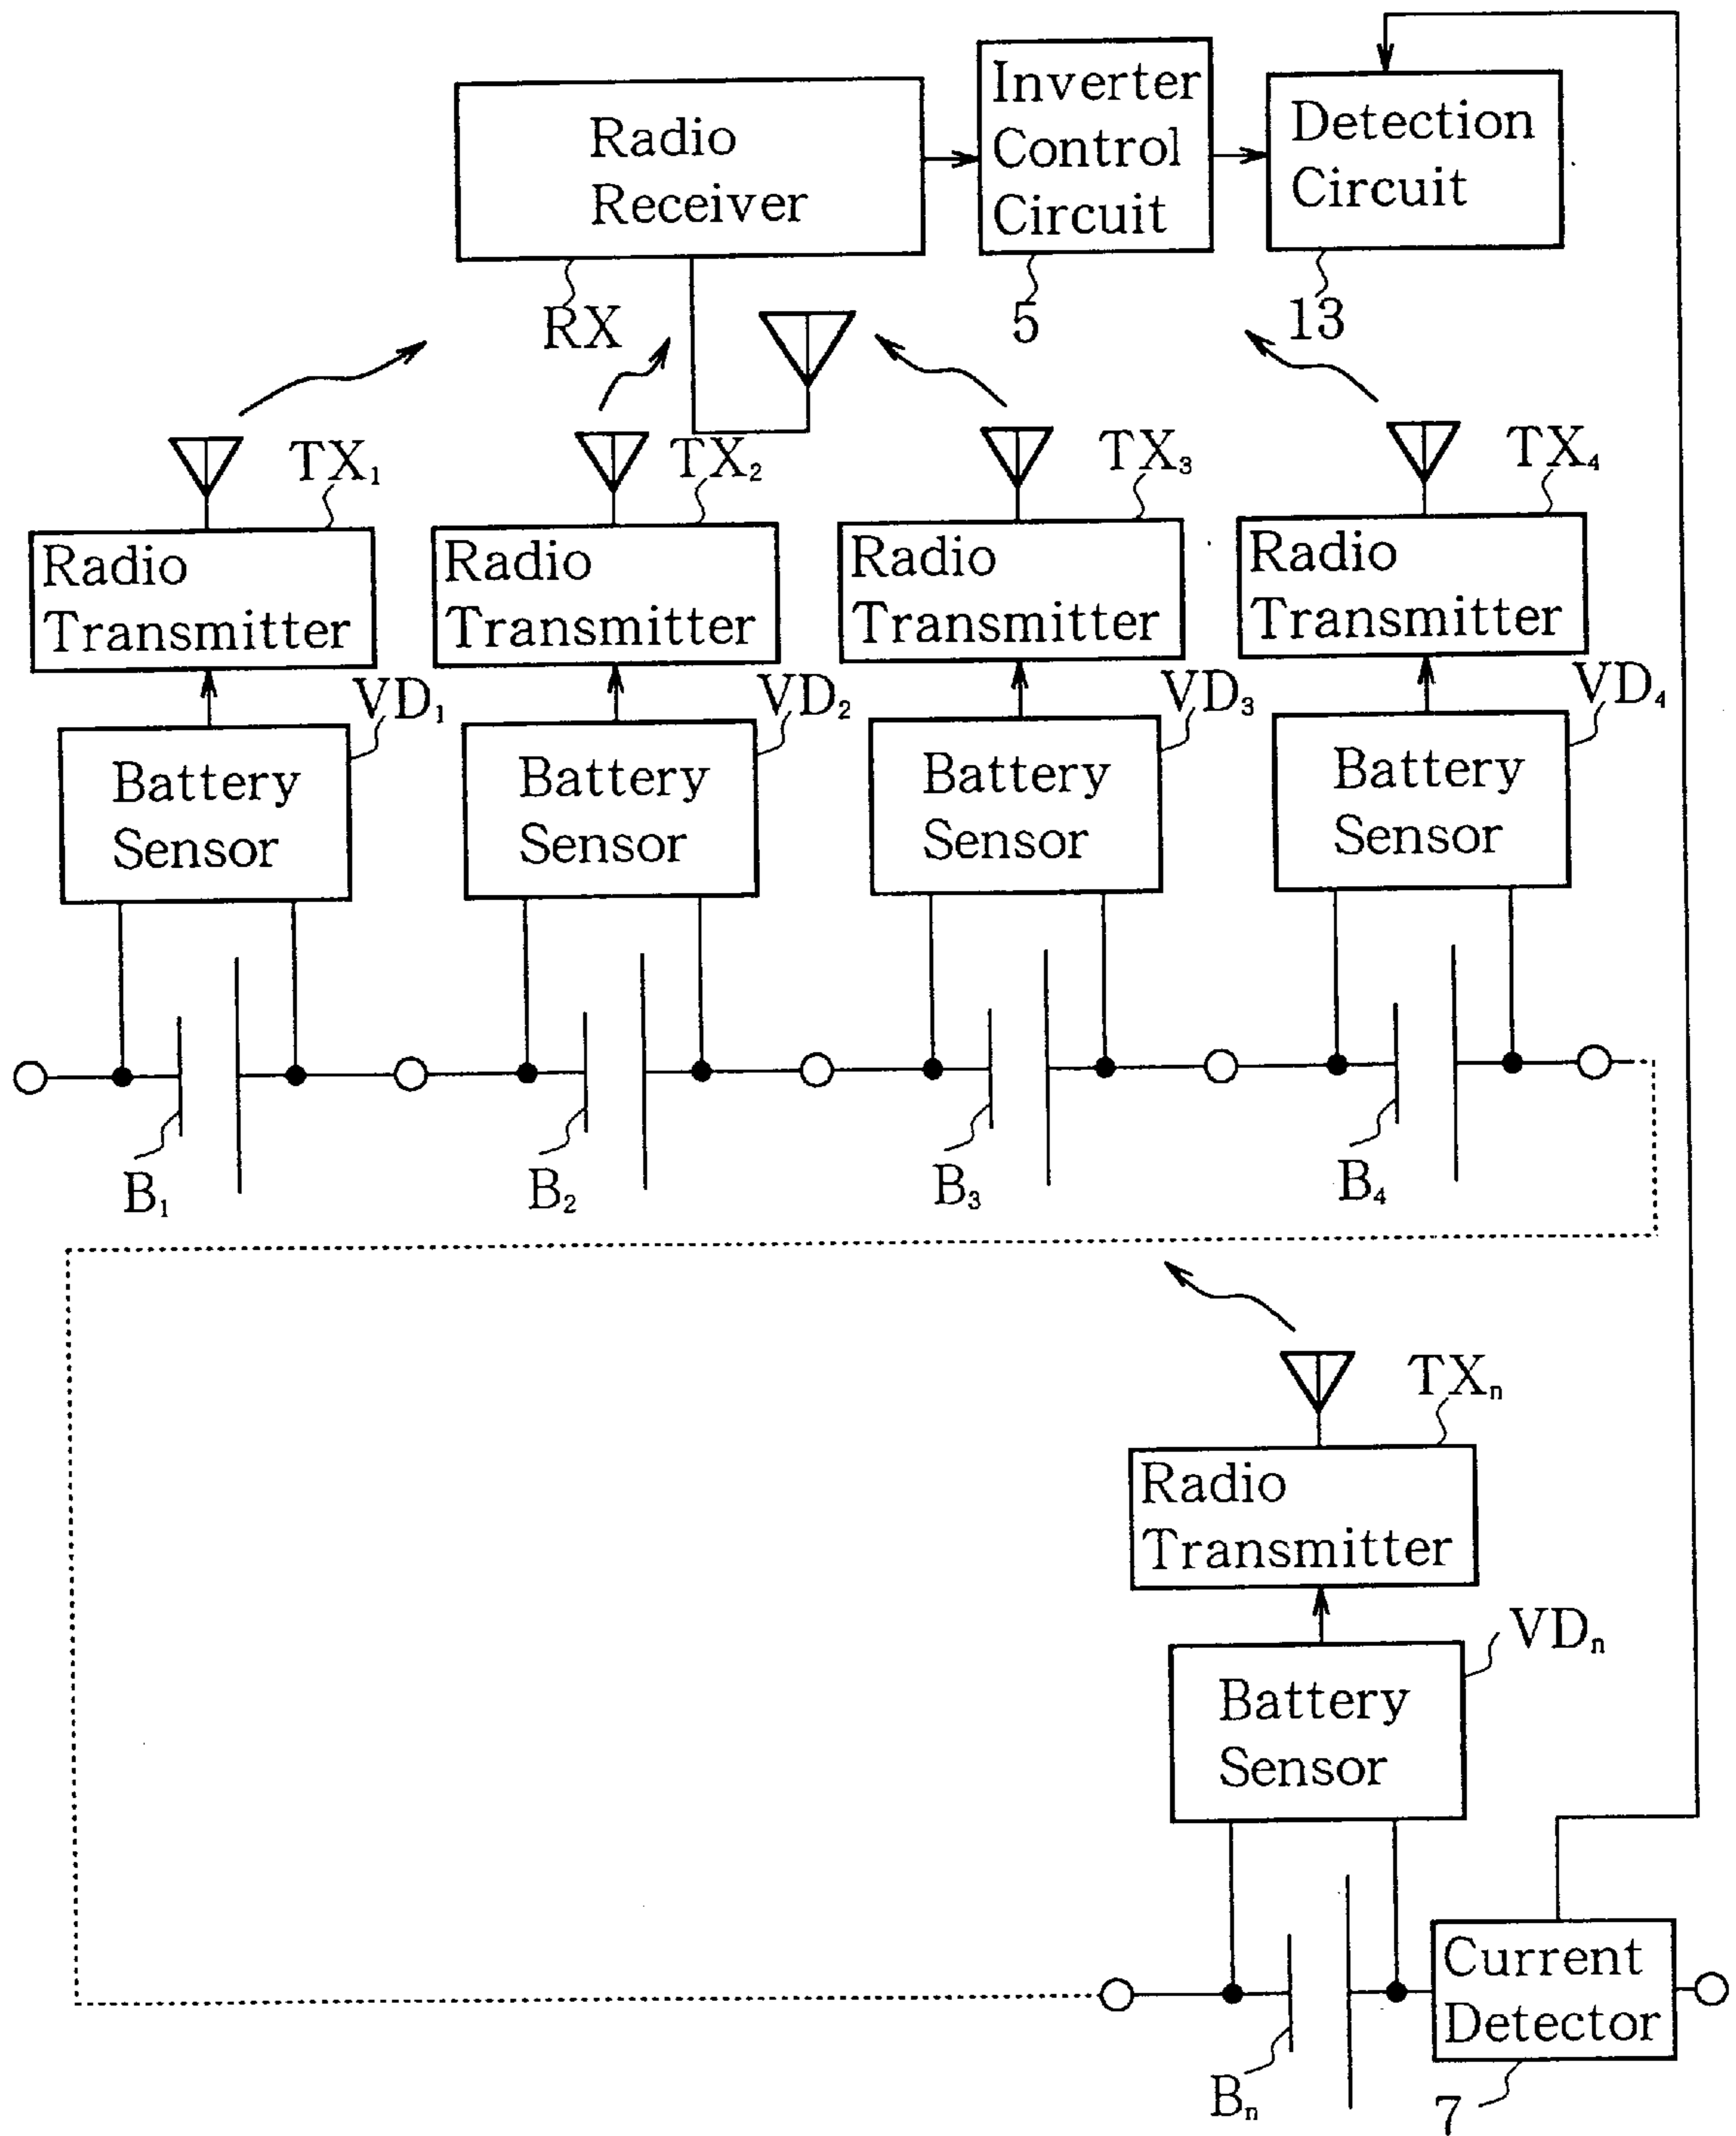 Radio
Receiver
Inverter
Control
Circuit
Detection
Circuit
RX
5
13
TX₁
TX₂
TX₃
TX₄
Radio
Transmitter
Radio
Transmitter
Radio
Transmitter
Radio
Transmitter
VD₁
VD₂
VD₃
VD₄
Battery
Sensor
Battery
Sensor
Battery
Sensor
Battery
Sensor
B₁
B₂
B₃
B₄
TXₙ
Radio
Transmitter
VDₙ
Battery
Sensor
Current
Detector
Bₙ
7